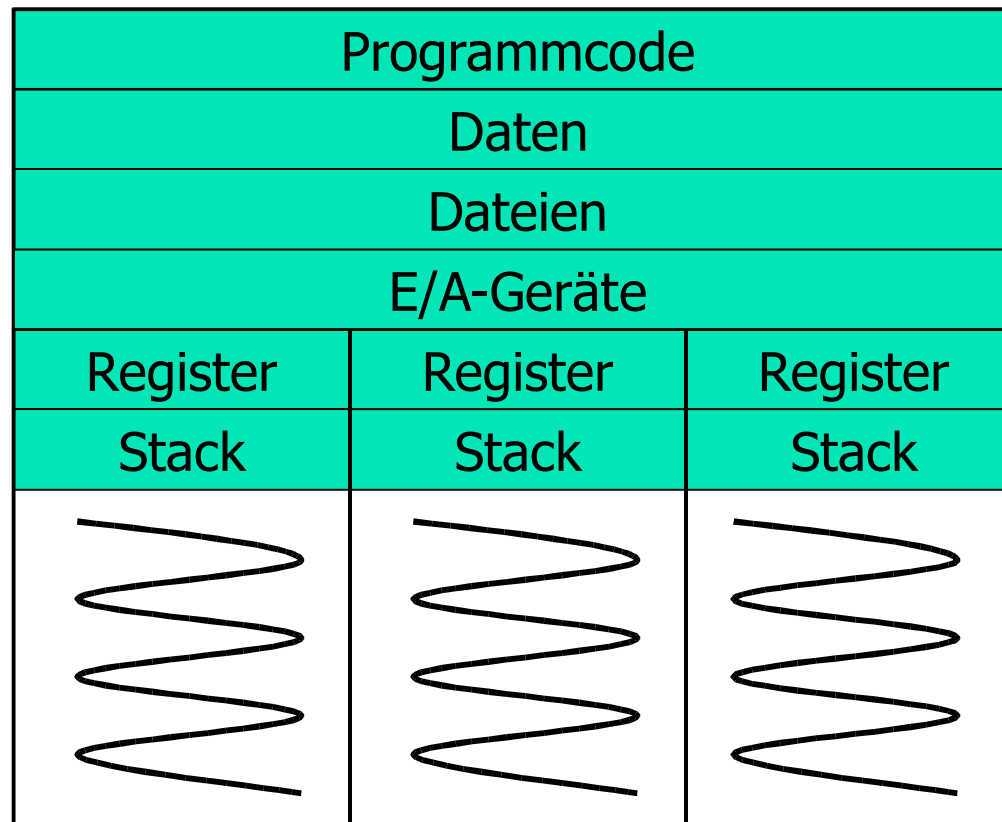 Programmcode
Daten
Dateien
E/A-Geräte
Register Register Register
Stack Stack Stack